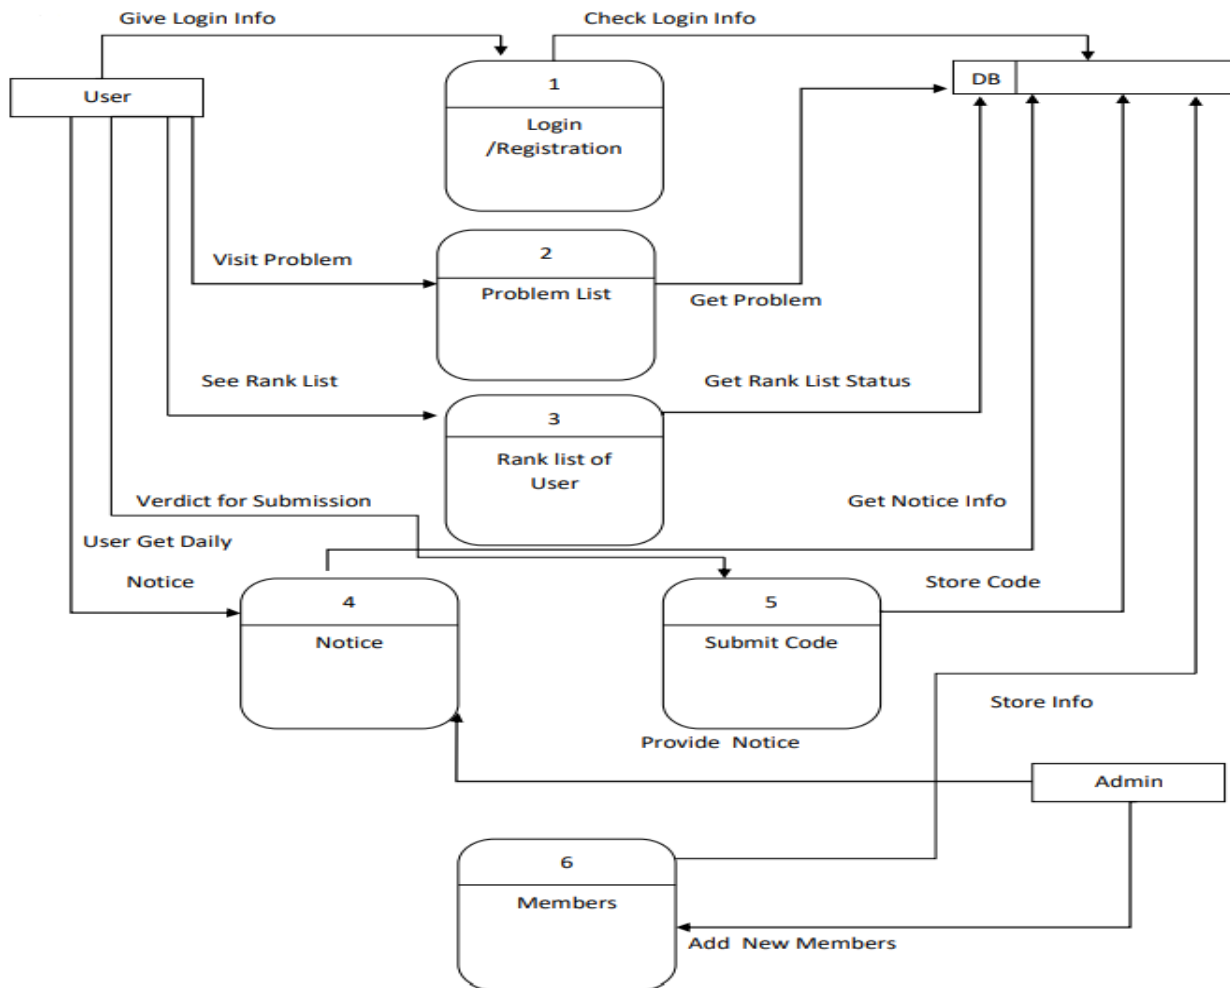 Give Login Info
Check Login Info
User
1
Login
/Registration
DB
Visit Problem
2
Problem List
Get Problem
See Rank List
3
Rank list of
User
Get Rank List Status
Verdict for Submission
Get Notice Info
User Get Daily
Notice
4
Notice
5
Submit Code
Store Code
Store Info
Provide Notice
Admin
6
Members
Add New Members